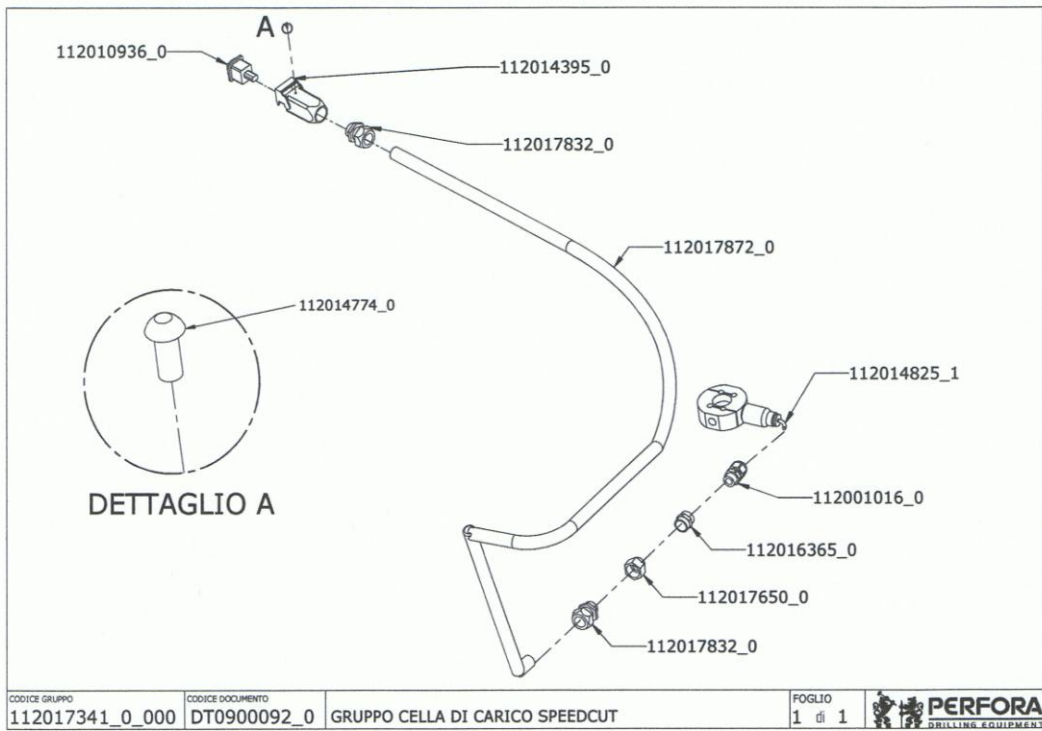 A
112010936_0
112014395_0
112017832_0
112017872_0
112014774_0
112014825_1
DETTAGLIO A
112001016_0
112016365_0
112017650_0
112017832_0
CODICE GRUPPO
112017341_0_000
CODICE DOCUMENTO
DT0900092_0
GRUPPO CELLA DI CARICO SPEEDCUT
FOGLIO
1 di 1
PERFORA
DRILLING EQUIPMENT